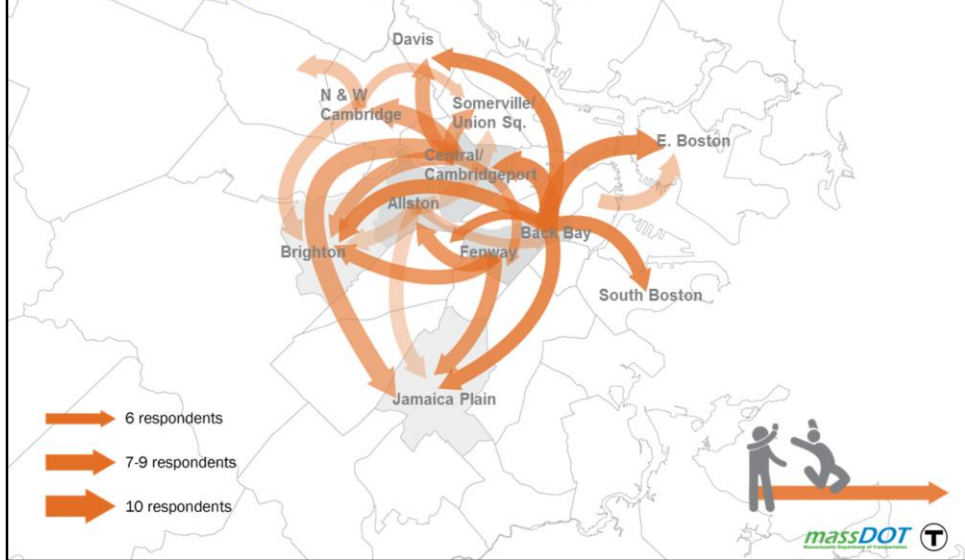 Davis
N & W
Cambridge
Somerville/
Union Sq.
E. Boston
Central/
Cambridgeport
Allston
Back Bay
Brighton
Fenway
South Boston
Jamaica Plain
6 respondents
7-9 respondents
10 respondents
massDOT
Massachusetts Department of Transportation
T